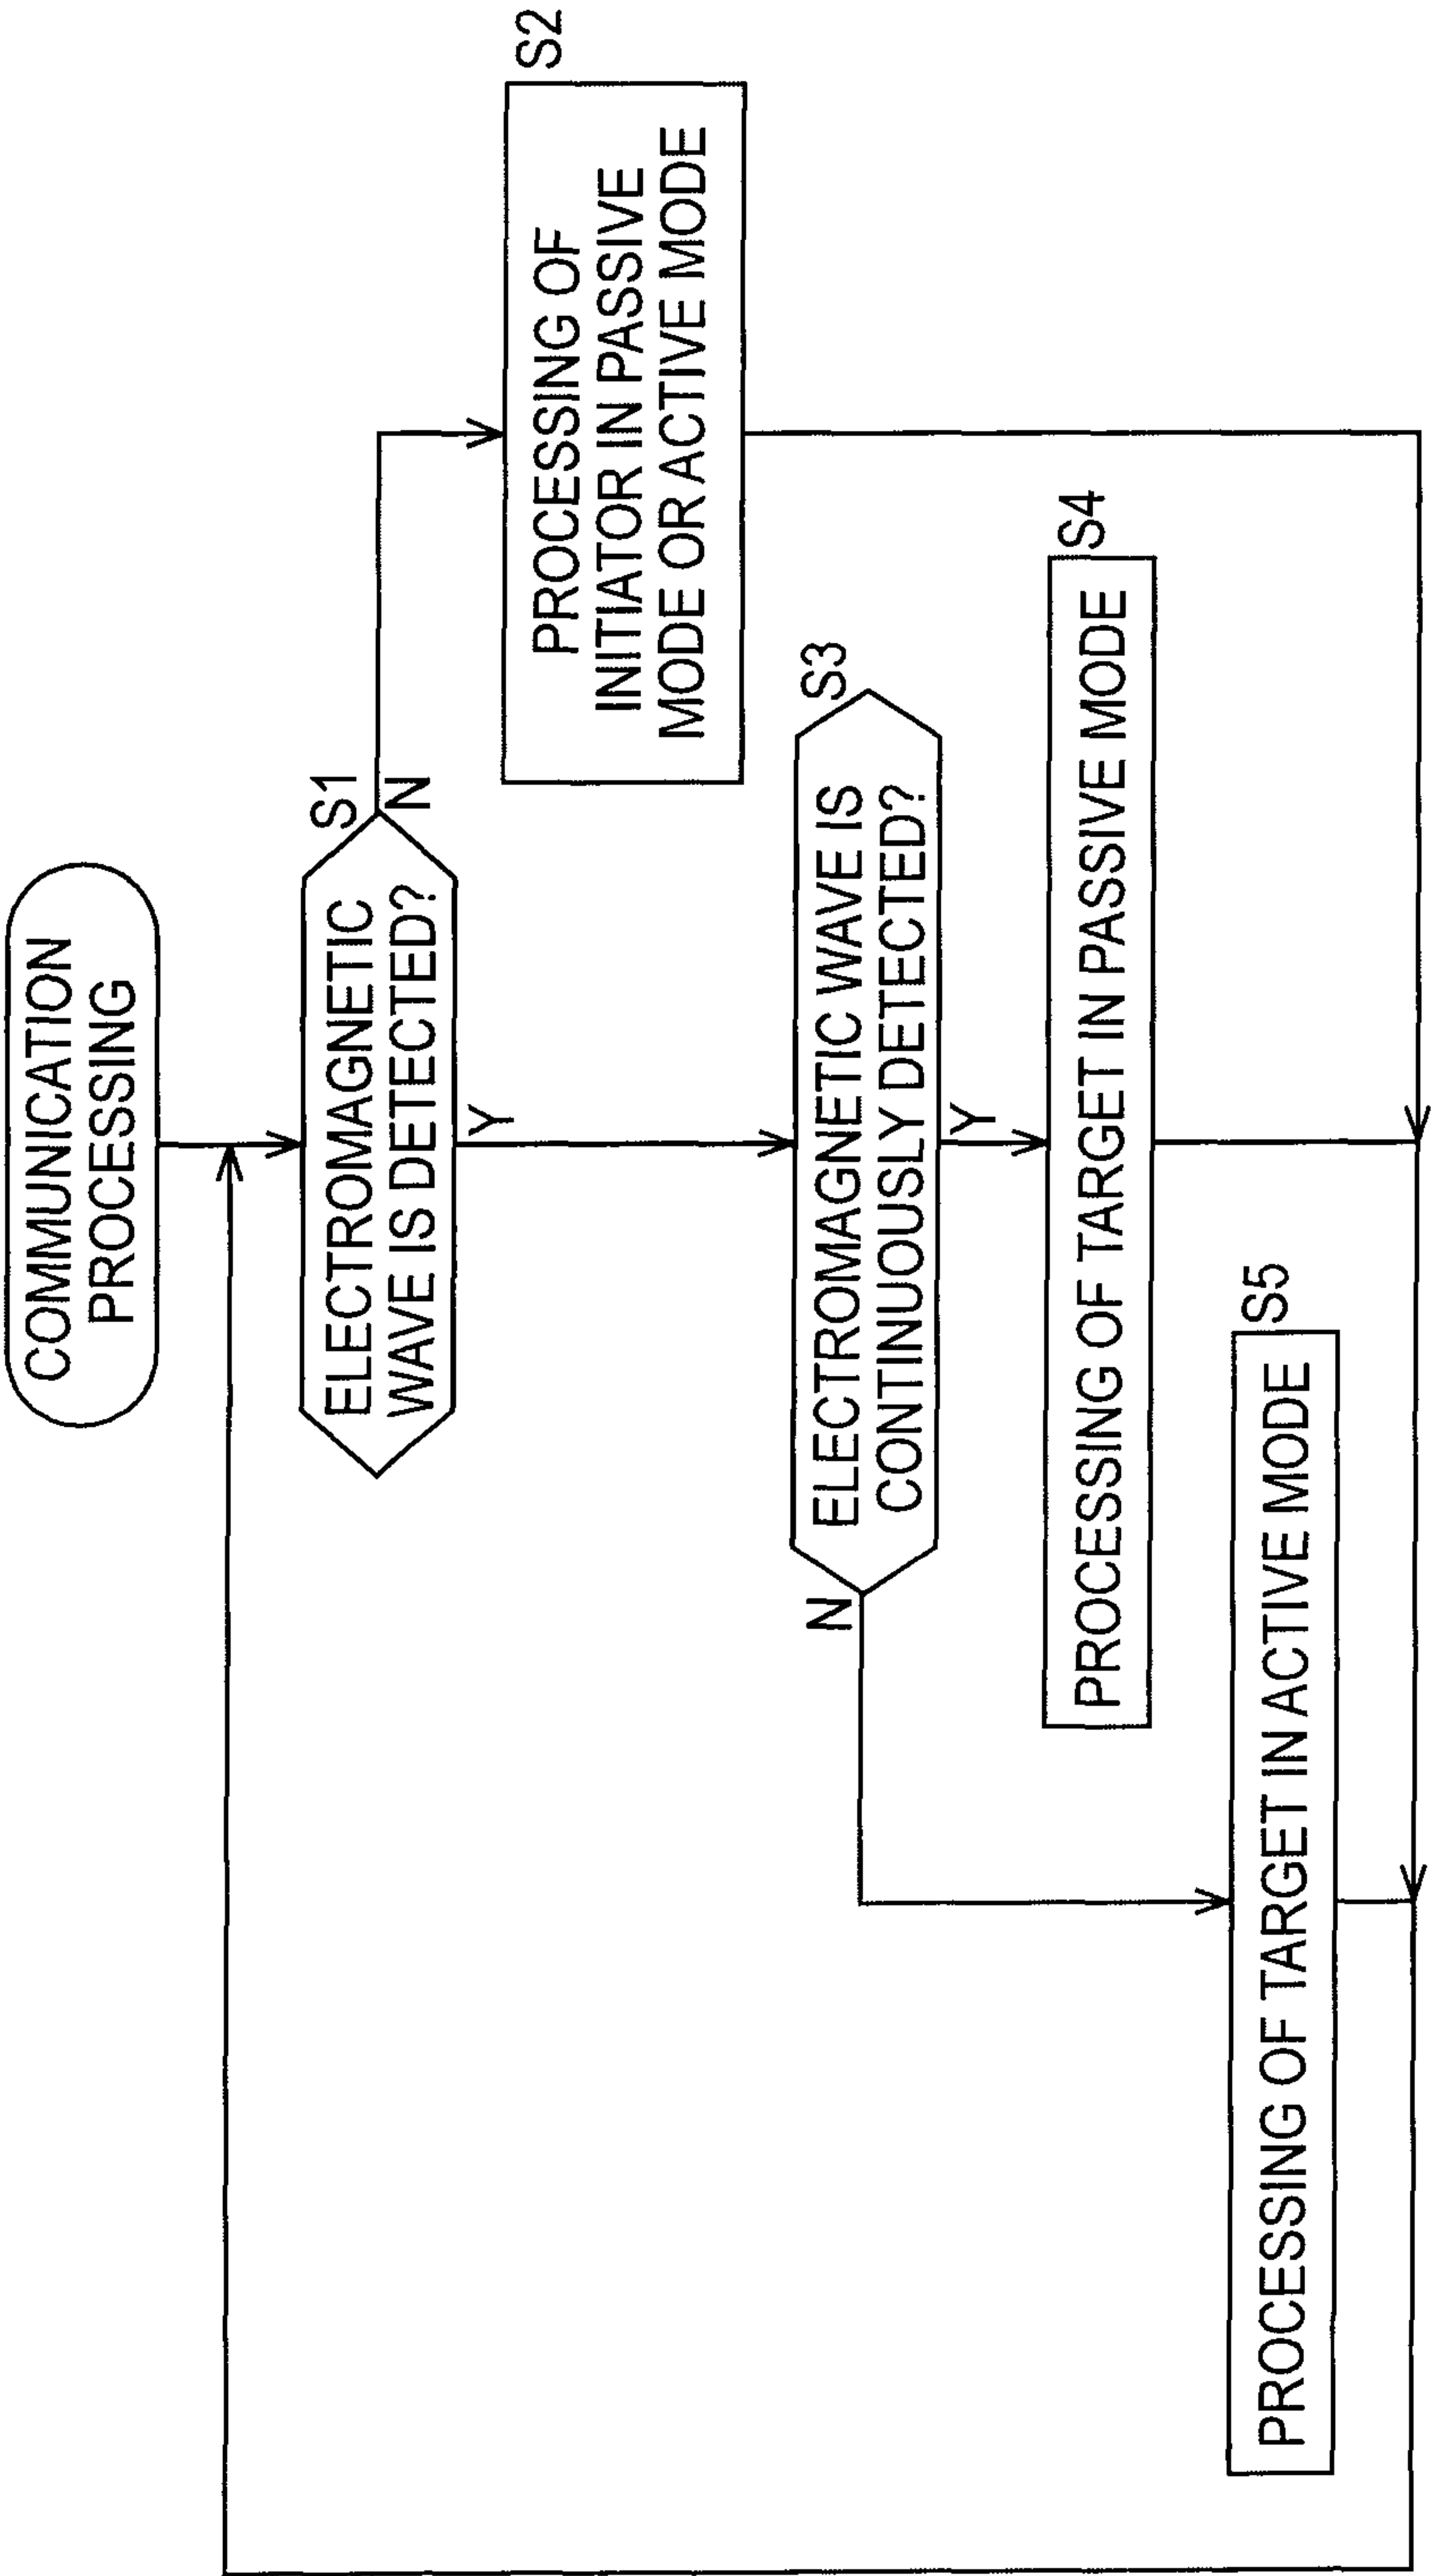 COMMUNICATION
PROCESSING
S1
ELECTROMAGNETIC
WAVE IS DETECTED?
N
Y
S2
PROCESSING OF
INITIATOR IN PASSIVE
MODE OR ACTIVE MODE
S3
ELECTROMAGNETIC WAVE IS
CONTINUOUSLY DETECTED?
N
Y
S4
PROCESSING OF TARGET IN PASSIVE MODE
S5
PROCESSING OF TARGET IN ACTIVE MODE